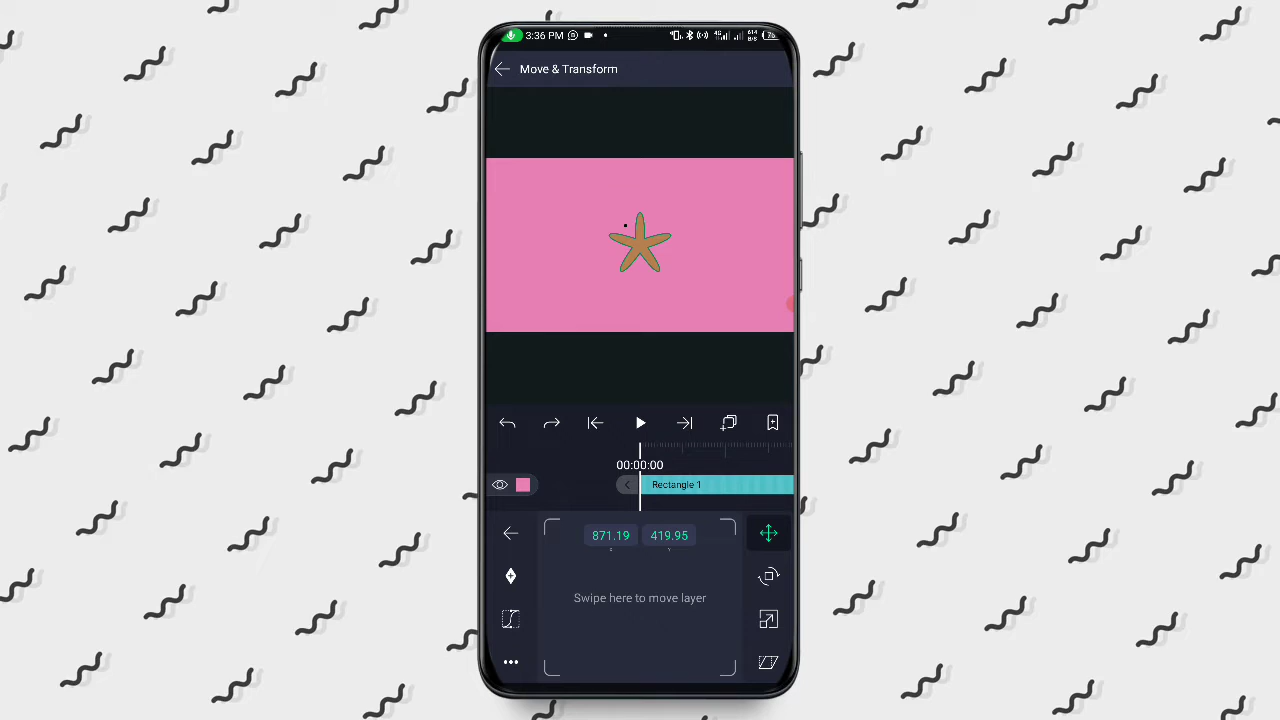 3:36 PM
Move & Transform
00:00:00
Rectangle 1
871.19 419.95
Swipe here to move layer